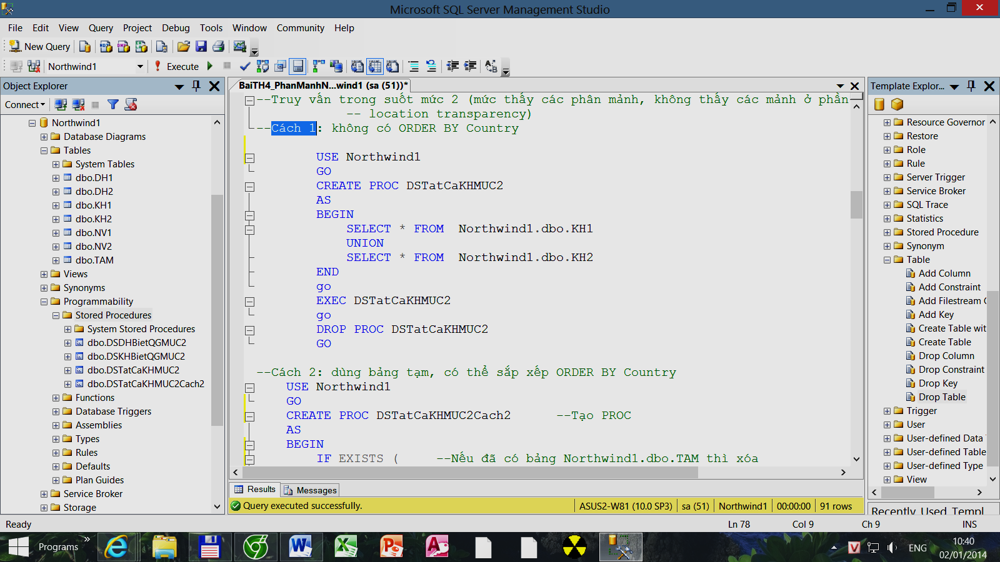 Microsoft SQL Server Management Studio
File Edit View Query Project Debug Tools Window Community Help
New Query
Northwind1 Execute
Object Explorer
Connect
Northwind1
Database Diagrams
Tables
System Tables
dbo.DH1
dbo.DH2
dbo.KH1
dbo.KH2
dbo.NV1
dbo.NV2
dbo.TAM
Views
Synonyms
Programmability
Stored Procedures
System Stored Procedures
dbo.DSDHBietQGMUC2
dbo.DSKHBietQGMUC2
dbo.DSTatCaKHMUC2
dbo.DSTatCaKHMUC2Cach2
Functions
Database Triggers
Assemblies
Types
Rules
Defaults
Plan Guides
Service Broker
Storage
BaiTH4_PhanManhN...wind1 (sa (51))*
--Truy vấn trong suốt mức 2 (mức thấy các phân mảnh, không thấy các mảnh ở phần
-- location transparency)
--Cách 1: không có ORDER BY Country
USE Northwind1
GO
CREATE PROC DSTatCaKHMUC2
AS
BEGIN
SELECT * FROM Northwind1.dbo.KH1
UNION
SELECT * FROM Northwind1.dbo.KH2
END
go
EXEC DSTatCaKHMUC2
go
DROP PROC DSTatCaKHMUC2
GO
--Cách 2: dùng bảng tạm, có thể sắp xếp ORDER BY Country
USE Northwind1
GO
CREATE PROC DSTatCaKHMUC2Cach2 --Tạo PROC
AS
BEGIN
IF EXISTS ( --Nếu đã có bảng Northwind1.dbo.TAM thì xóa
Results Messages
Query executed successfully. ASUS2-W81 (10.0 SP3) sa (51) Northwind1 00:00:00 91 rows
Template Explor...
Resource Governor
Restore
Role
Rule
Server Trigger
Service Broker
SQL Trace
Statistics
Stored Procedure
Synonym
Table
Add Column
Add Constraint
Add Filestream
Add Key
Create Table wit
Create Table
Drop Column
Drop Constraint
Drop Key
Drop Table
Trigger
User
User-defined Data
User-defined Table
User-defined Type
View
Recently Used Templ
Ready Ln 78 Col 9 Ch 9 INS
Programs » ENG 10:40
02/01/2014